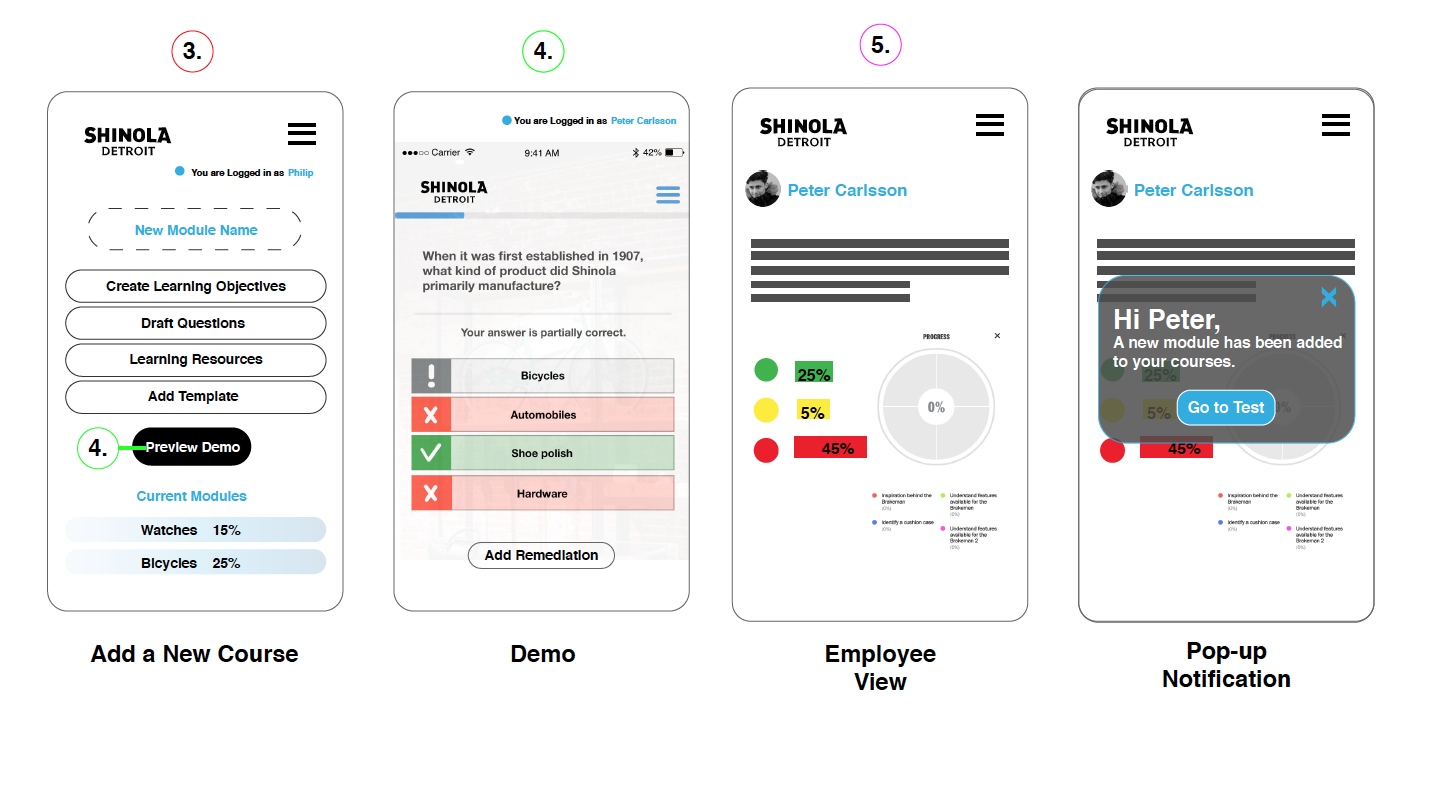 3.
SHINOLA
DETROIT
You are Logged in as Philip
New Module Name
Create Learning Objectives
Draft Questions
Learning Resources
Add Template
4.
Preview Demo
Current Modules
Watches 15%
Bicycles 25%
Add a New Course
4.
You are Logged in as Peter Carlsson
Carrier 9:41 AM 42%
SHINOLA
DETROIT
When it was first established in 1907,
what kind of product did Shinola
primarily manufacture?
Your answer is partially correct.
Bicycles
Automobiles
Shoe polish
Hardware
Add Remediation
Demo
5.
SHINOLA
DETROIT
Peter Carlsson
PROGRESS ×
25%
5%
45%
0%
Inspiration behind the
Brakeman
(0%)
Identify a cushion case
(0%)
Understand features
available for the
Brakeman
(0%)
Understand features
available for the
Brakeman 2
(0%)
Employee
View
SHINOLA
DETROIT
Peter Carlsson
PROGRESS
Hi Peter,
A new module has been added
to your courses.
Go to Test
25%
5%
45%
0%
Inspiration behind the
Brakeman
(0%)
Identify a cushion case
(0%)
Understand features
available for the
Brakeman
(0%)
Understand features
available for the
Brakeman 2
(0%)
Pop-up
Notification